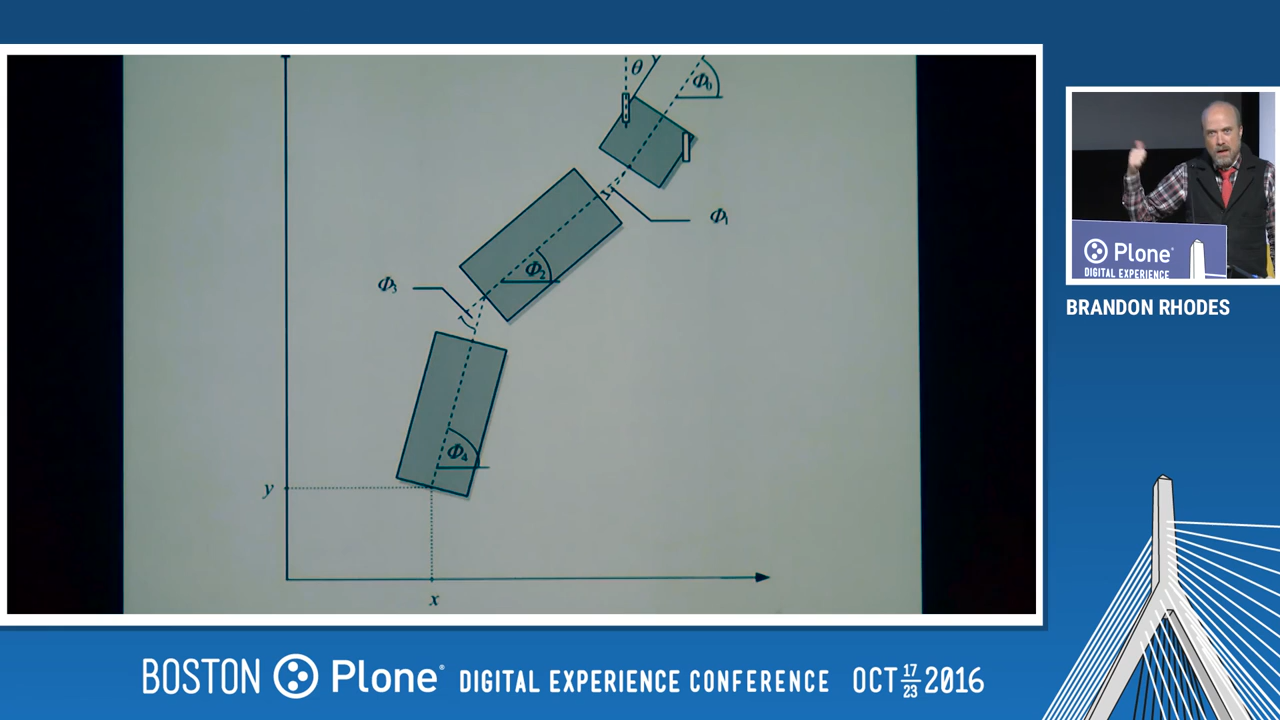 θ
Φ₀
Φ₁
Φ₂
Φ₃
Φ₄
y
x
Plone®
DIGITAL EXPERIENCE
BRANDON RHODES
BOSTON Plone® DIGITAL EXPERIENCE CONFERENCE OCT 17 23 2016